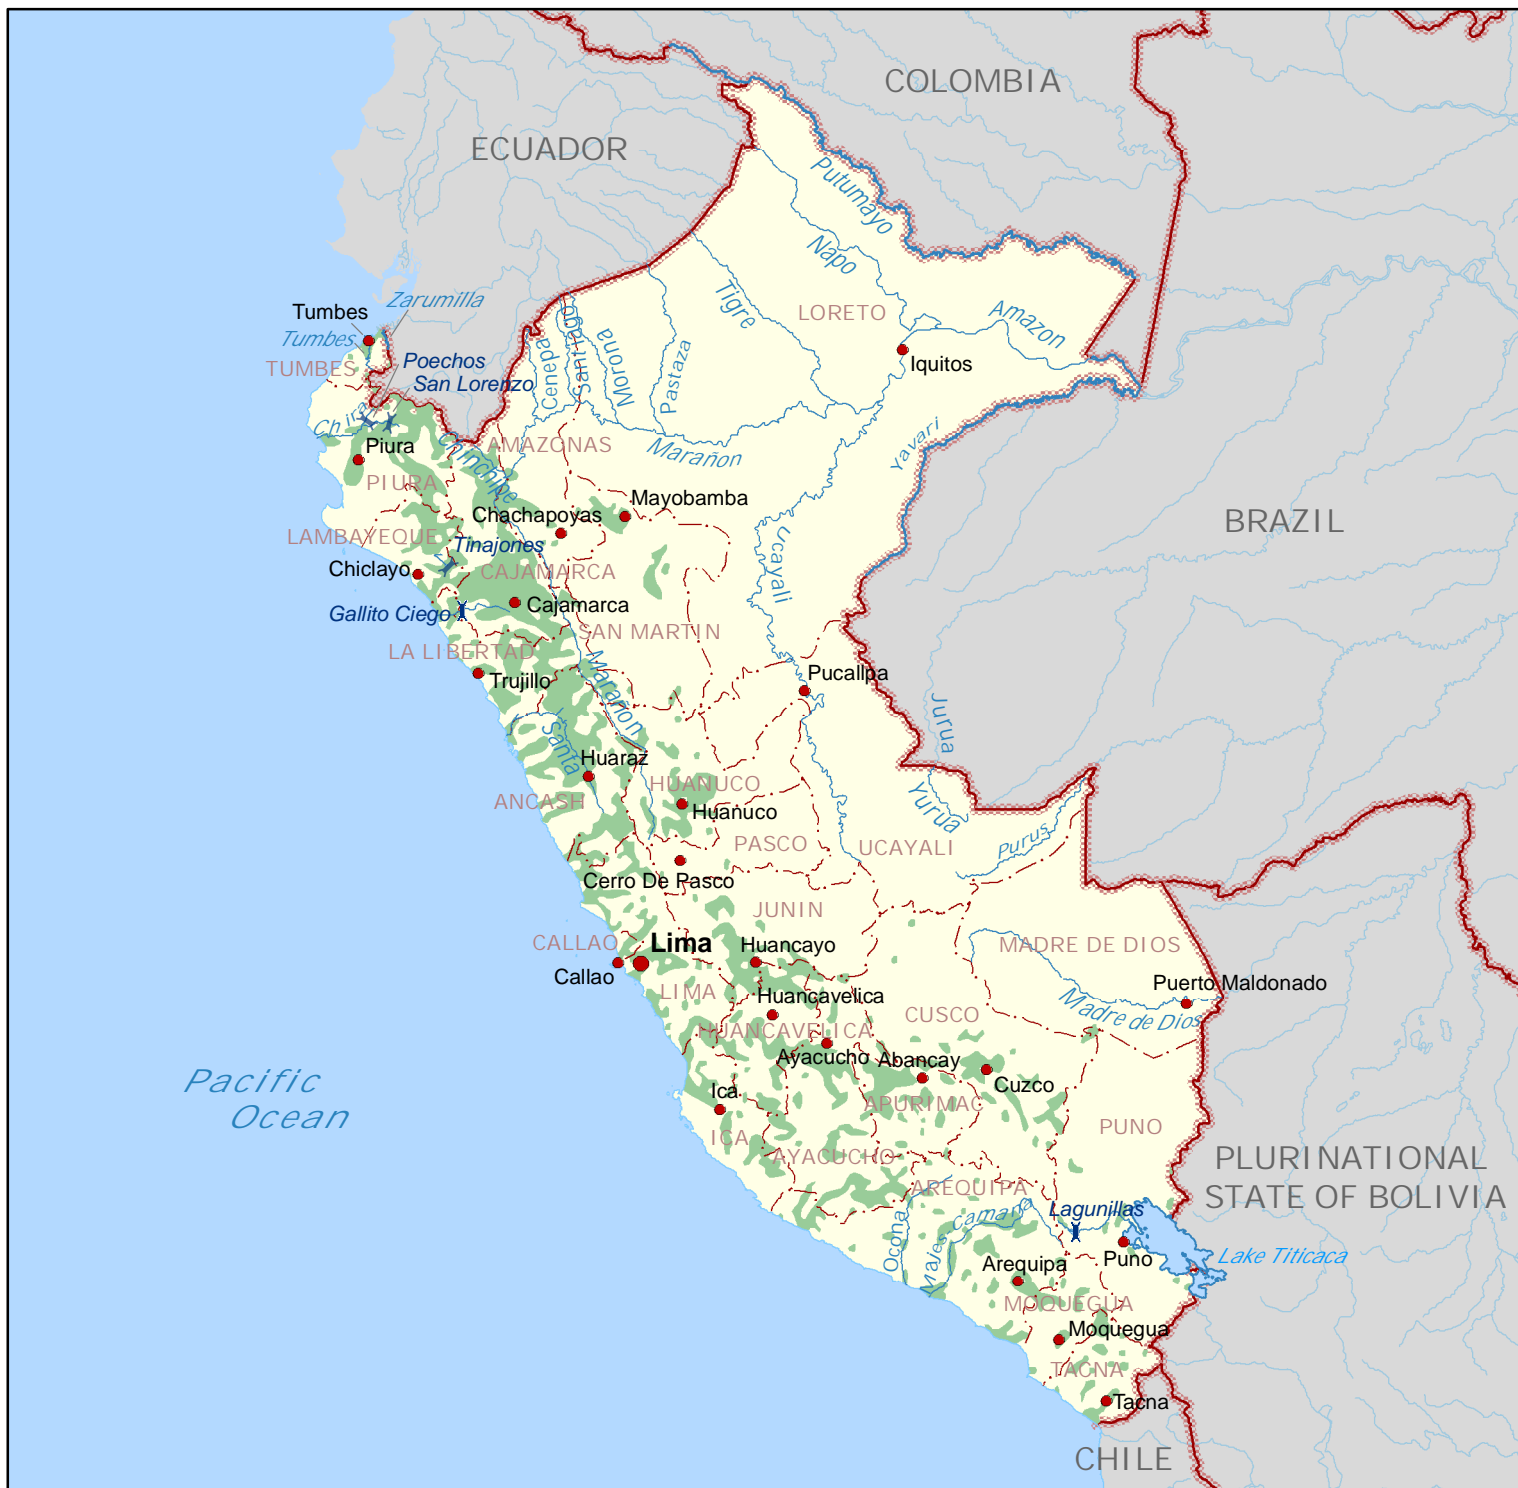 COLOMBIA
ECUADOR
Putumayo
Napo
Tigre
LORETO
Amazon
Zarumilla
Tumbes
Tumbes
TUMBES
Poechos
San Lorenzo
Iquitos
Santiago
Morona
Cenepa
Pastaza
Chira
Chinchipe
AMAZONAS
Marañon
Yavari
Piura
PIURA
Mayobamba
Chachapoyas
BRAZIL
LAMBAYEQUE
Tinajones
Ucayali
Chiclayo
CAJAMARCA
Cajamarca
Gallito Ciego
SAN MARTIN
LA LIBERTAD
Trujillo
Marañon
Pucallpa
Jurua
Santa
Huaraz
HUANUCO
ANCASH
Huanuco
Yurua
PASCO
UCAYALI
Purus
Cerro De Pasco
JUNIN
CALLAO
Lima
Huancayo
MADRE DE DIOS
Callao
LIMA
Huancavelica
Puerto Maldonado
Madre de Dios
CUSCO
HUANCAVELICA
Ayacucho
Abancay
Cuzco
Pacific
Ocean
Ica
APURIMAC
ICA
PUNO
AYACUCHO
PLURINATIONAL
STATE OF BOLIVIA
AREQUIPA
Ocona
Majes-camana
Lagunillas
Puno
Lake Titicaca
Arequipa
MOQUEGUA
Moquegua
TACNA
Tacna
CHILE